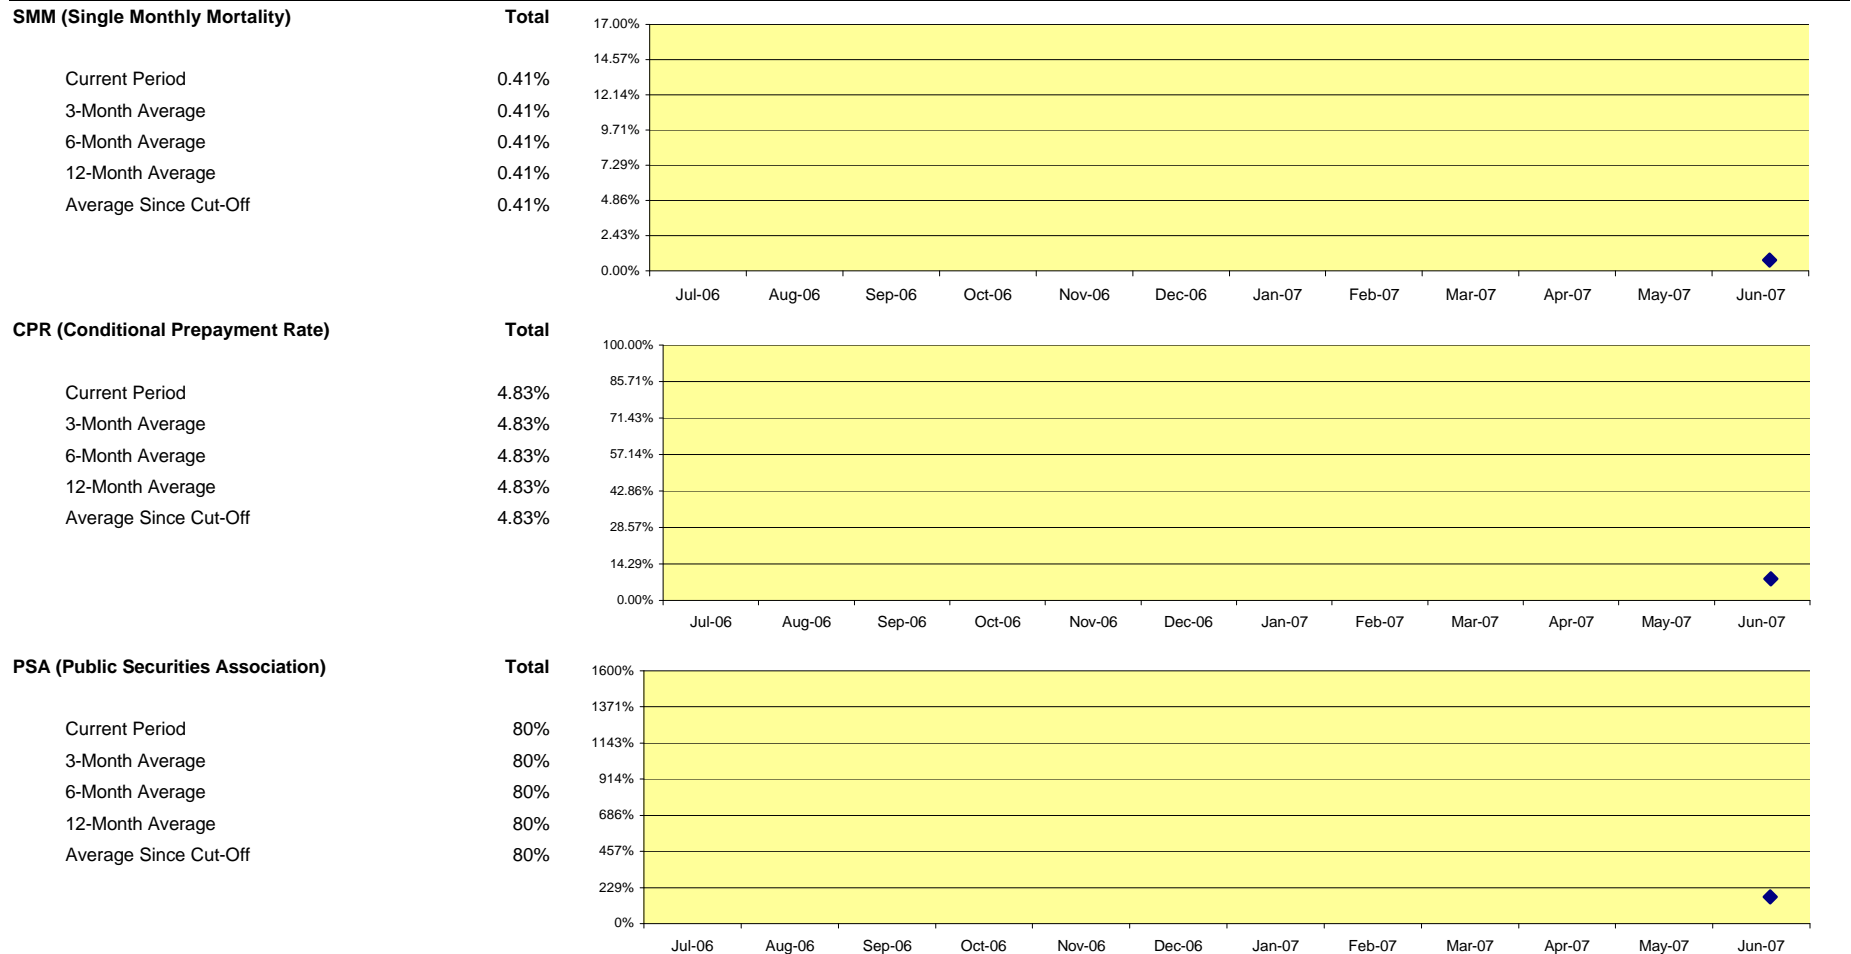 SMM (Single Monthly Mortality) Total
Current Period 0.41%
3-Month Average 0.41%
6-Month Average 0.41%
12-Month Average 0.41%
Average Since Cut-Off 0.41%
17.00%
14.57%
12.14%
9.71%
7.29%
4.86%
2.43%
0.00%
Jul-06 Aug-06 Sep-06 Oct-06 Nov-06 Dec-06 Jan-07 Feb-07 Mar-07 Apr-07 May-07 Jun-07
CPR (Conditional Prepayment Rate) Total
Current Period 4.83%
3-Month Average 4.83%
6-Month Average 4.83%
12-Month Average 4.83%
Average Since Cut-Off 4.83%
100.00%
85.71%
71.43%
57.14%
42.86%
28.57%
14.29%
0.00%
Jul-06 Aug-06 Sep-06 Oct-06 Nov-06 Dec-06 Jan-07 Feb-07 Mar-07 Apr-07 May-07 Jun-07
PSA (Public Securities Association) Total
Current Period 80%
3-Month Average 80%
6-Month Average 80%
12-Month Average 80%
Average Since Cut-Off 80%
1600%
1371%
1143%
914%
686%
457%
229%
0%
Jul-06 Aug-06 Sep-06 Oct-06 Nov-06 Dec-06 Jan-07 Feb-07 Mar-07 Apr-07 May-07 Jun-07